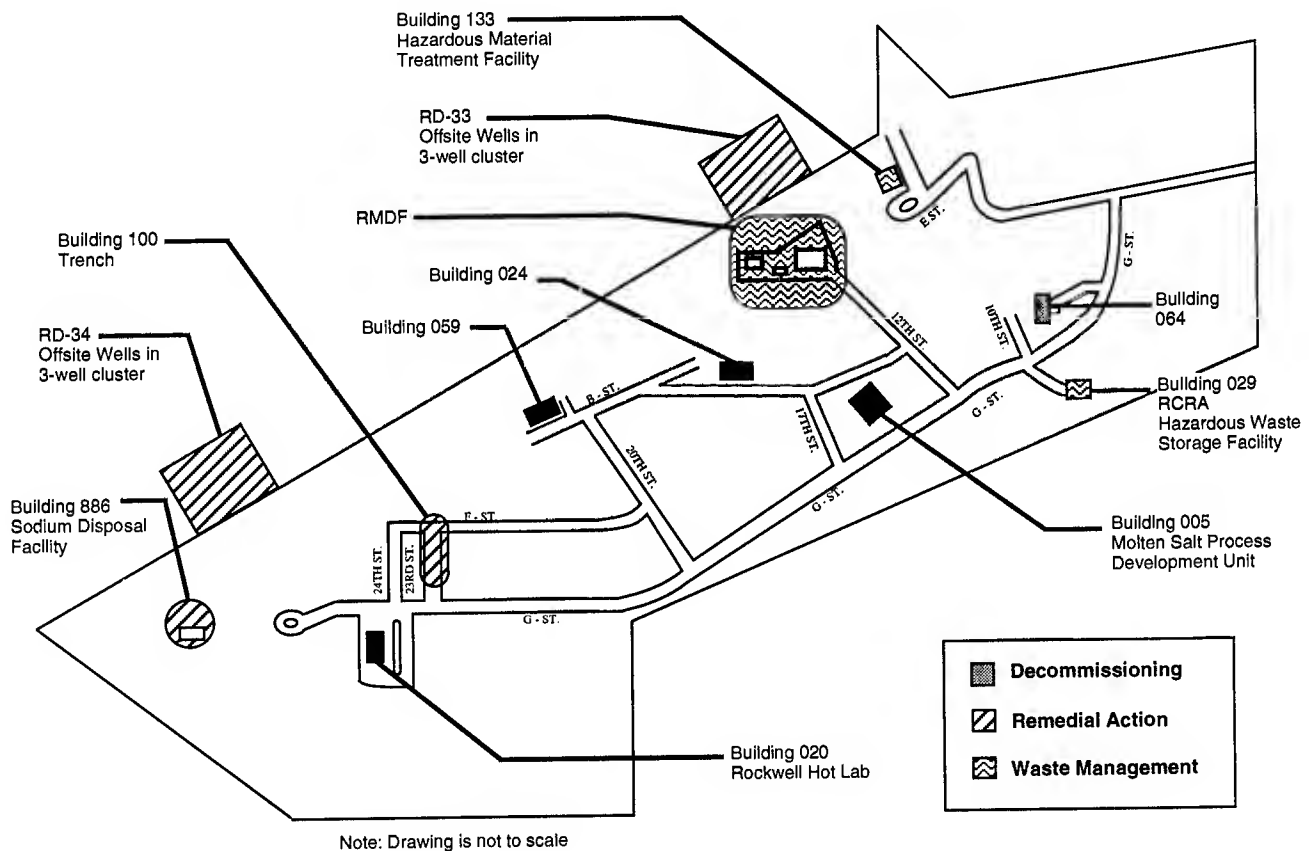 Building 133
Hazardous Material
Treatment Facility
RD-33
Offsite Wells in
3-well cluster
RMDF
Building 100
Trench
Building 024
Building 059
RD-34
Offsite Wells in
3-well cluster
Building 886
Sodium Disposal
Facility
E ST.
G - ST.
Building
064
10TH ST.
12TH ST.
Building 029
RCRA
Hazardous Waste
Storage Facility
B - ST.
G - ST.
17TH ST.
20TH ST.
G - ST.
Building 005
Molten Salt Process
Development Unit
F - ST.
24TH ST.
23RD ST.
G - ST.
Building 020
Rockwell Hot Lab
Decommissioning
Remedial Action
Waste Management
Note: Drawing is not to scale